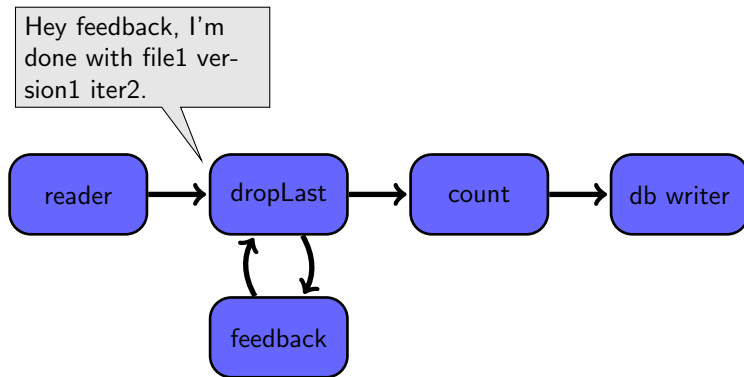 Hey feedback, I'm
done with file1 ver-
sion1 iter2.
reader
dropLast
count
db writer
feedback